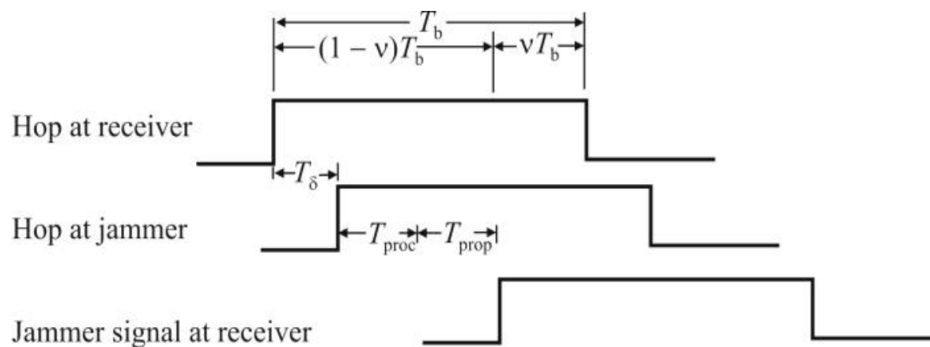 T_b
(1 – ν)T_b νT_b
Hop at receiver
T_δ
Hop at jammer
T_proc T_prop
Jammer signal at receiver